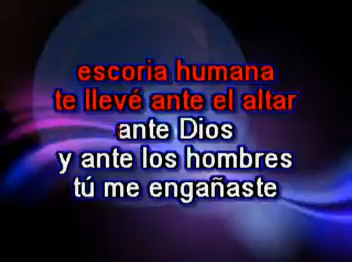 escoria humana
te llevé ante el altar
ante Dios
y ante los hombres
tú me engañaste